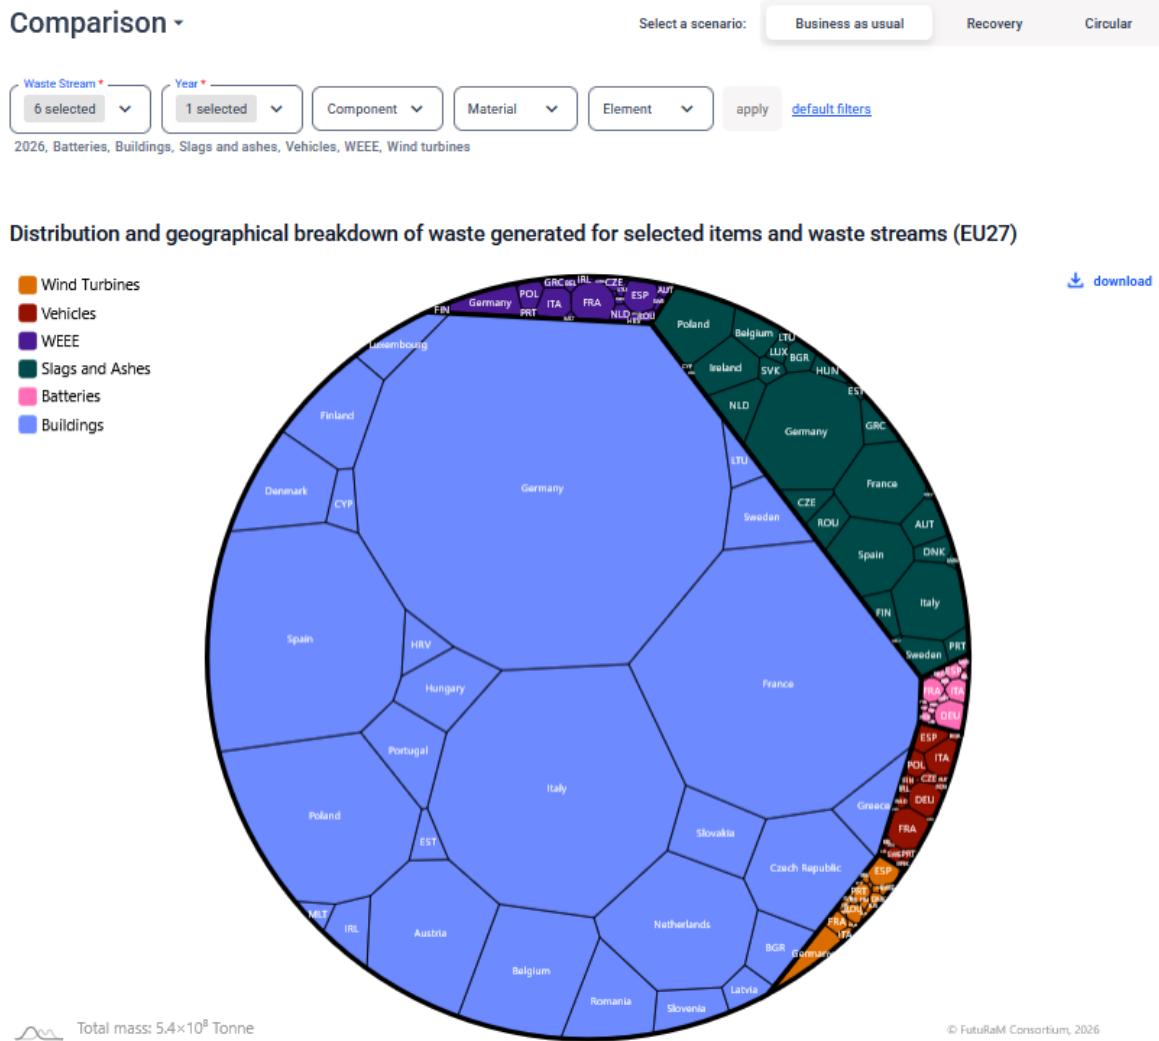 Comparison
Select a scenario:
Business as usual
Recovery
Circular
Waste Stream *
6 selected
Year *
1 selected
Component
Material
Element
apply
default filters
2026, Batteries, Buildings, Slags and ashes, Vehicles, WEEE, Wind turbines
Distribution and geographical breakdown of waste generated for selected items and waste streams (EU27)
download
Wind Turbines
Vehicles
WEEE
Slags and Ashes
Batteries
Buildings
FIN
Germany
POL
PRT
GRC
ITA
IRL
FRA
CZE
NLD
ESP
ROU
AUT
Poland
Belgium
LTU
LUX
BGR
Ireland
SVK
HUN
EST
NLD
Germany
GRC
France
CZE
ROU
AUT
Spain
DNK
Italy
FIN
Sweden
PRT
Luxembourg
Finland
Germany
LTU
Denmark
CYP
Sweden
Spain
HRV
Hungary
France
Portugal
Italy
Poland
Greece
Slovakia
EST
Czech Republic
MLT
IRL
Austria
Netherlands
BGR
Belgium
Romania
Slovenia
Latvia
ESP
FRA
ITA
DEU
ESP
ITA
POL
CZE
DEU
FRA
ESP
PRT
ROU
FRA
ITA
Germany
Total mass: 5.4×10⁸ Tonne
© FutuRaM Consortium, 2026